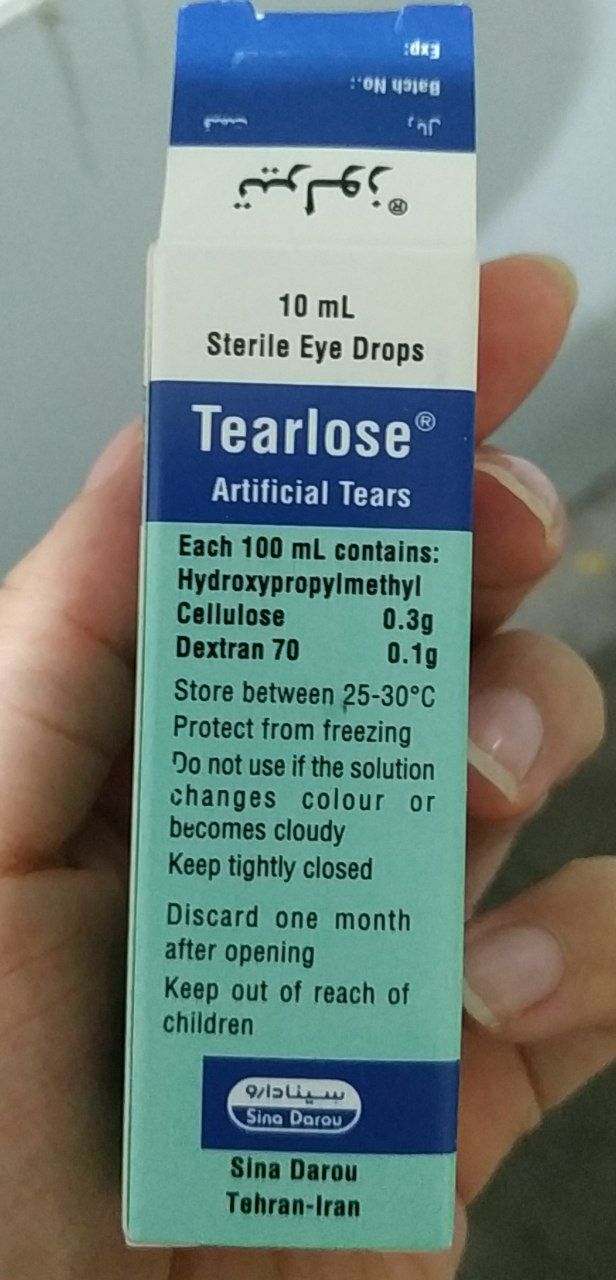 Exp:
Batch No.:
ریال
قیمت
تیرلوز®
10 mL
Sterile Eye Drops
Tearlose®
Artificial Tears
Each 100 mL contains:
Hydroxypropylmethyl
Cellulose 0.3g
Dextran 70 0.1g
Store between 25-30°C
Protect from freezing
Do not use if the solution
changes colour or
becomes cloudy
Keep tightly closed
Discard one month
after opening
Keep out of reach of
children
سینادارو
Sina Darou
Sina Darou
Tehran-Iran